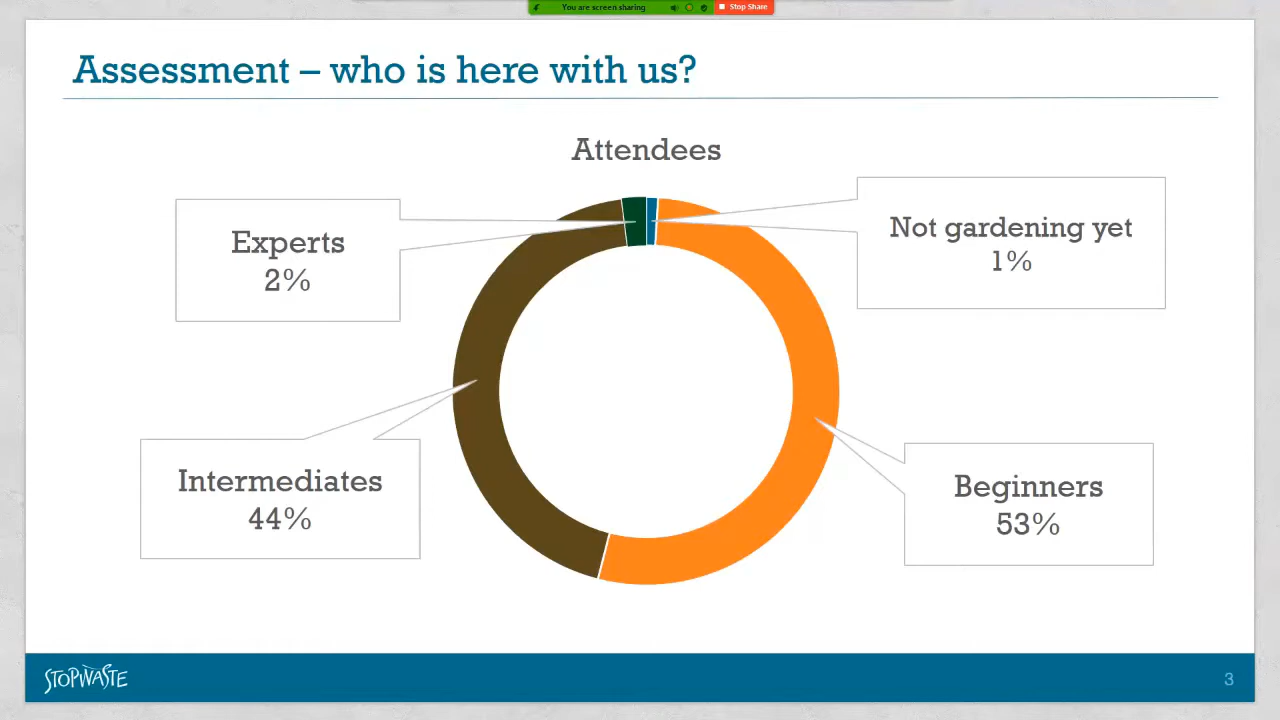 You are screen sharing
Stop Share
Assessment – who is here with us?
Attendees
Experts
2%
Not gardening yet
1%
Intermediates
44%
Beginners
53%
STOPWASTE
3